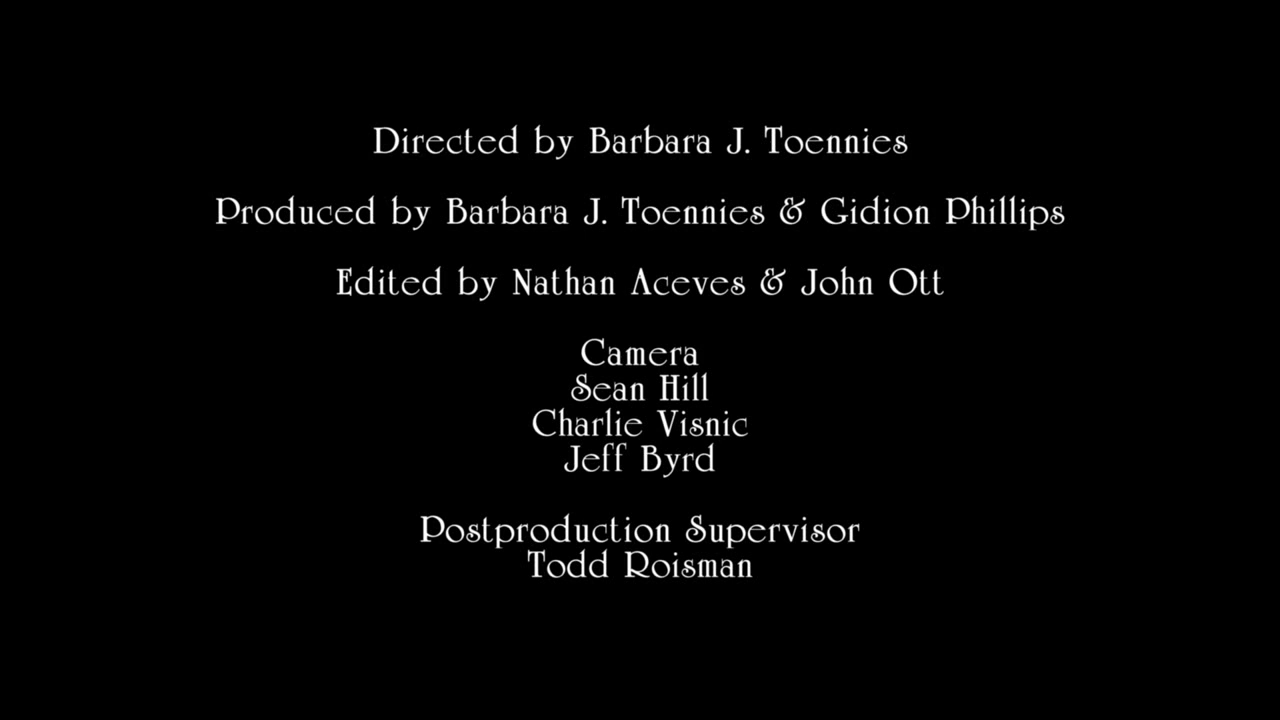 Directed by Barbara J. Toennies
Produced by Barbara J. Toennies & Gidion Phillips
Edited by Nathan Aceves & John Ott
Camera
Sean Hill
Charlie Visnic
Jeff Byrd
Postproduction Supervisor
Todd Roisman